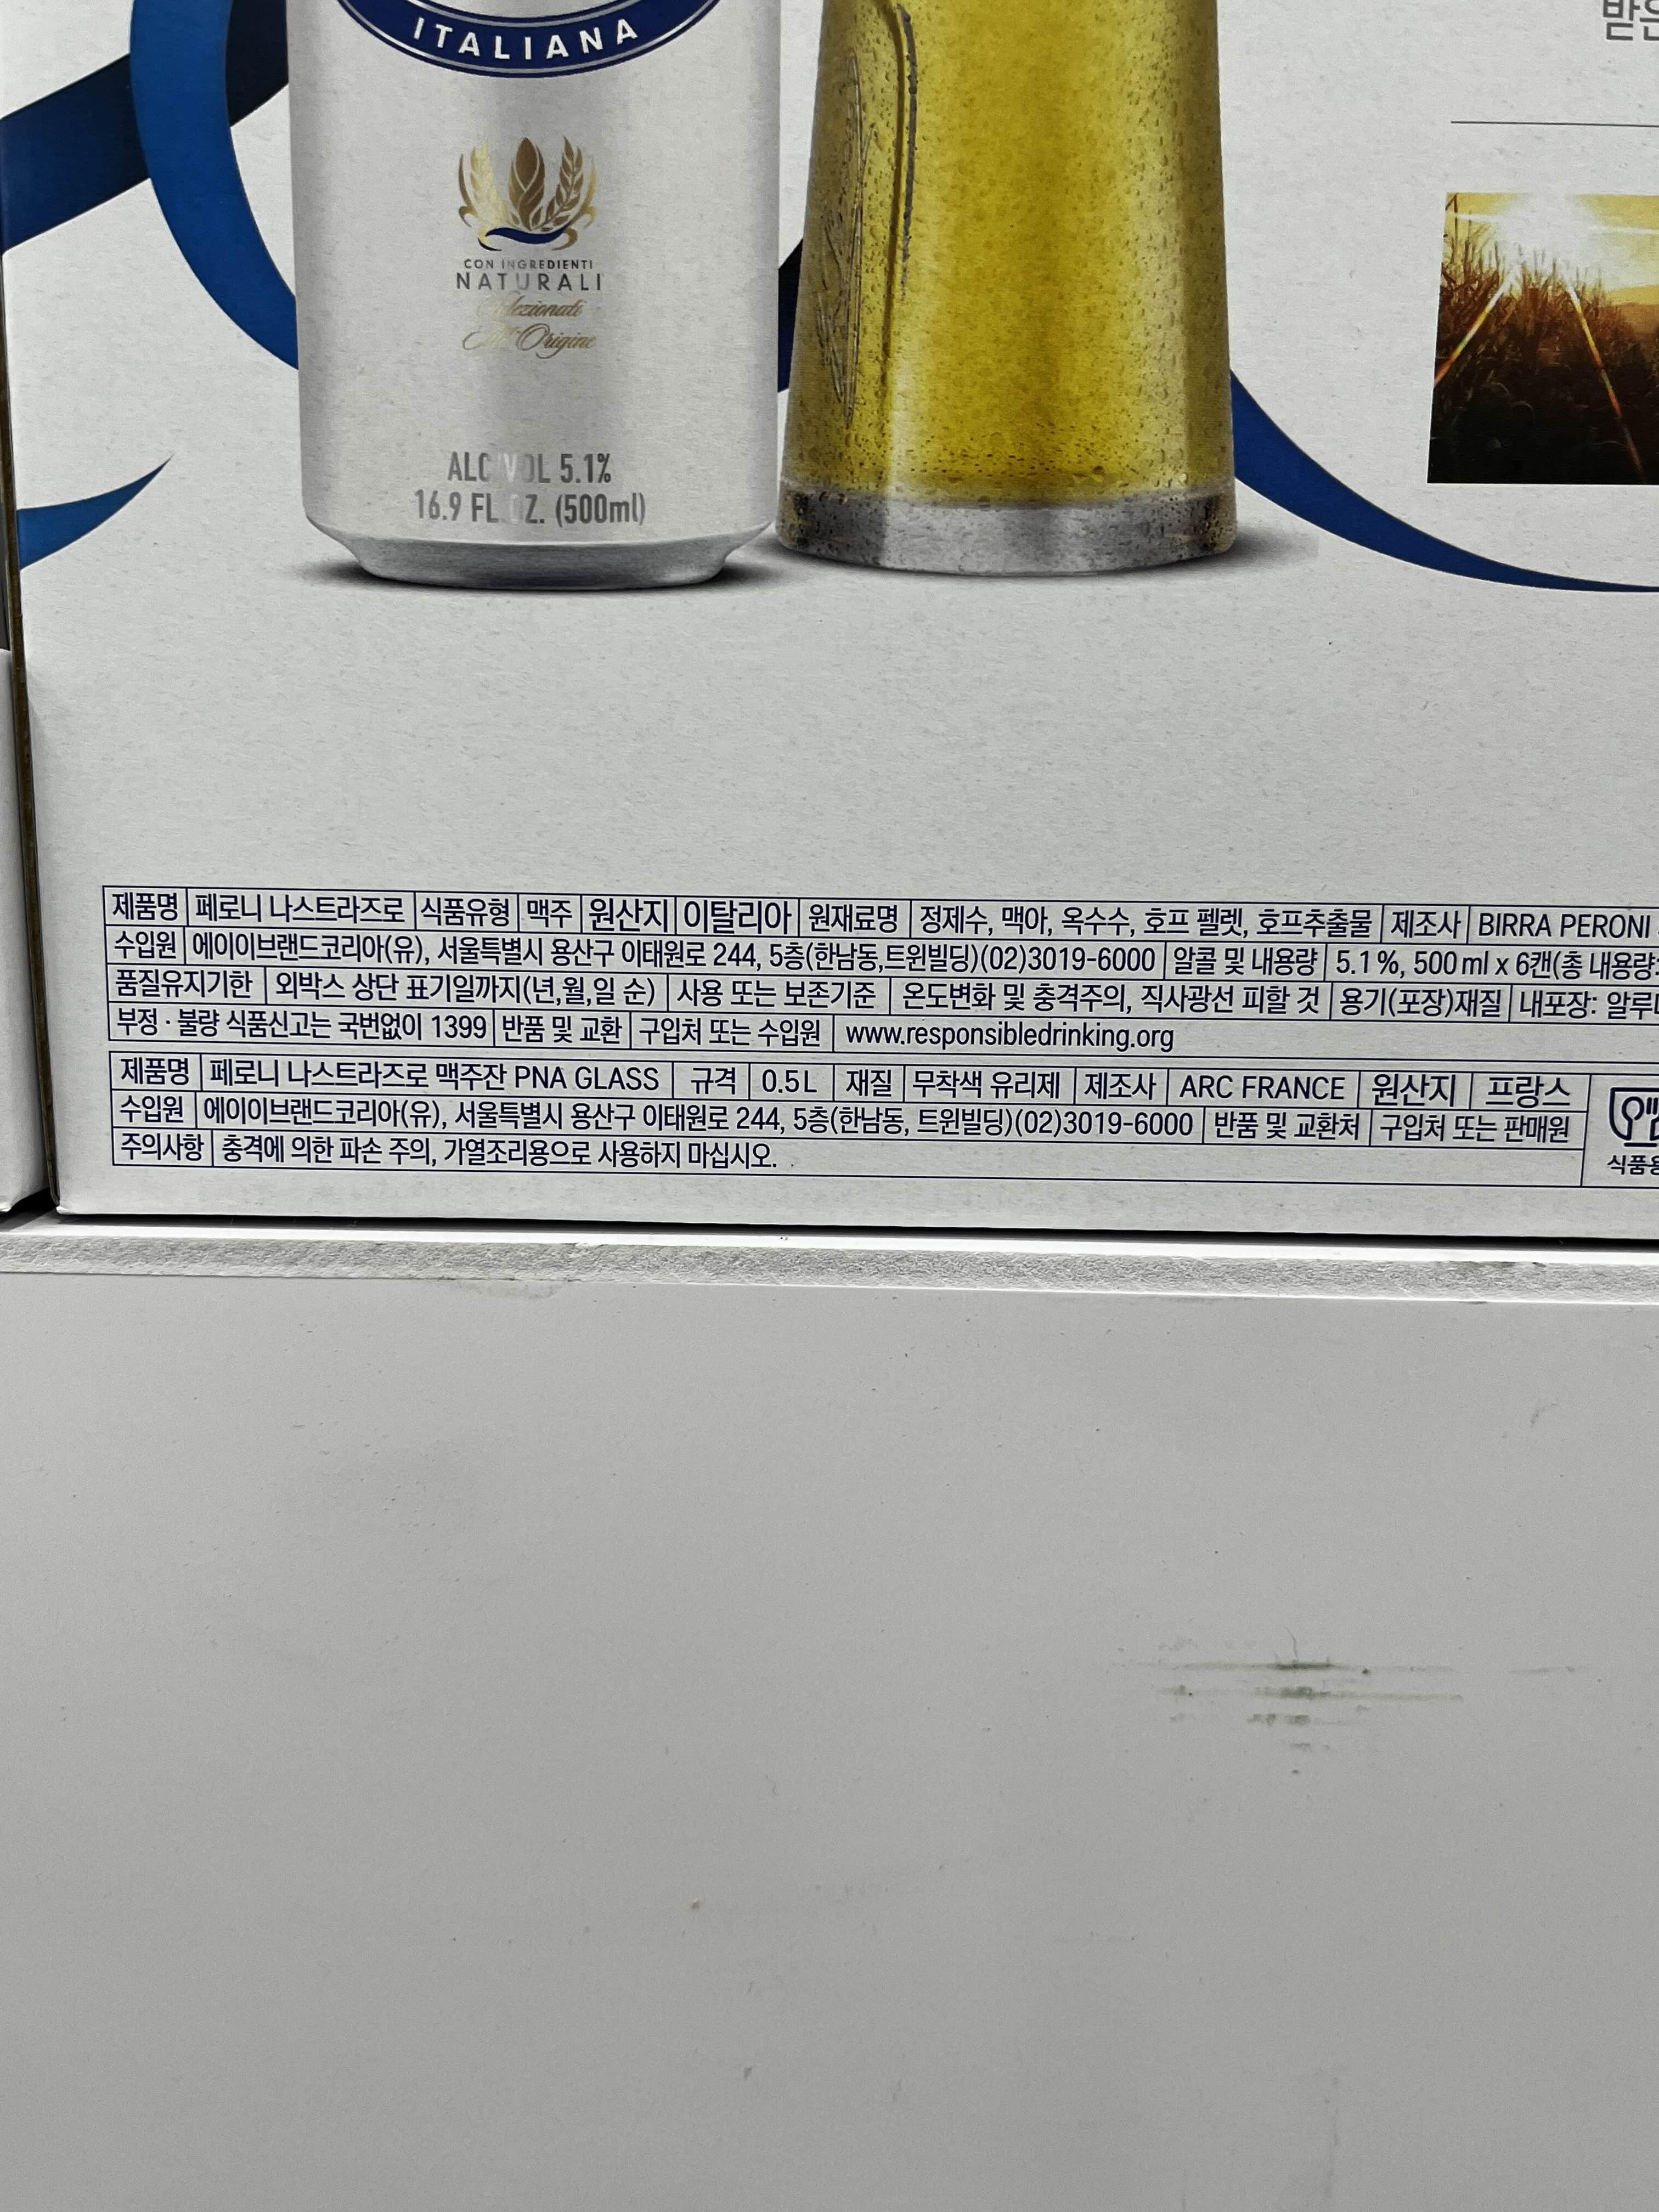 받은
ITALIANA
CON INGREDIENTI
NATURALI
Selezionati
All'Origine
ALC VOL 5.1%
16.9 FL. OZ. (500ml)
제품명 페로니 나스트라즈로 식품유형 맥주 원산지 이탈리아 원재료명 정제수, 맥아, 옥수수, 호프 펠렛, 호프추출물 제조사 BIRRA PERONI
수입원 에이이브랜드코리아(유), 서울특별시 용산구 이태원로 244, 5층(한남동,트윈빌딩)(02)3019-6000 알콜 및 내용량 5.1%, 500ml x 6캔(총 내용량:
품질유지기한 외박스 상단 표기일까지(년,월,일 순) 사용 또는 보존기준 온도변화 및 충격주의, 직사광선 피할 것 용기(포장)재질 내포장: 알루미
부정 · 불량 식품신고는 국번없이 1399 반품 및 교환 구입처 또는 수입원 www.responsibledrinking.org
제품명 페로니 나스트라즈로 맥주잔 PNA GLASS 규격 0.5L 재질 무착색 유리제 제조사 ARC FRANCE 원산지 프랑스
수입원 에이이브랜드코리아(유), 서울특별시 용산구 이태원로 244, 5층(한남동, 트윈빌딩)(02)3019-6000 반품 및 교환처 구입처 또는 판매원
주의사항 충격에 의한 파손 주의, 가열조리용으로 사용하지 마십시오.
식품용